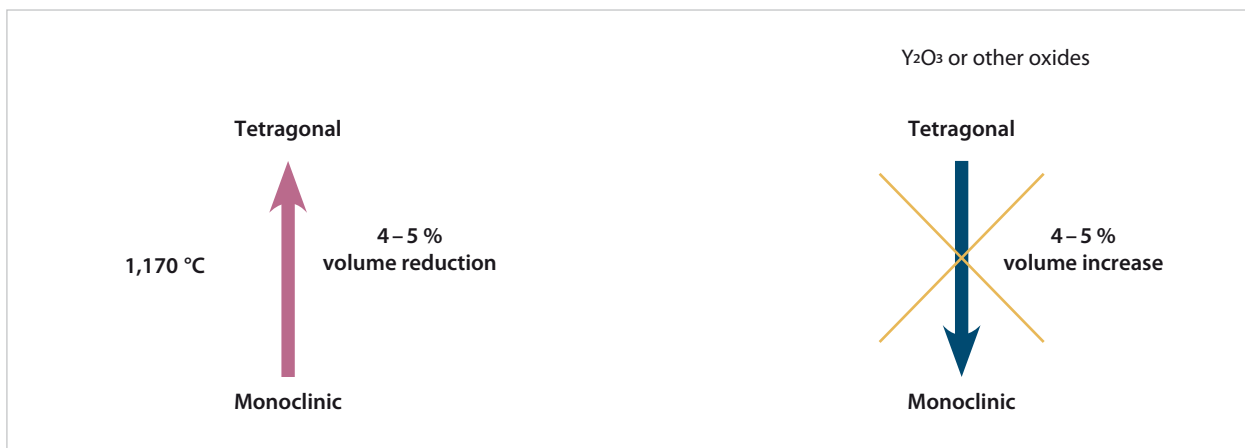 Y2O3 or other oxides
Tetragonal
1,170 °C
4 – 5 %
volume reduction
Monoclinic
Tetragonal
4 – 5 %
volume increase
Monoclinic